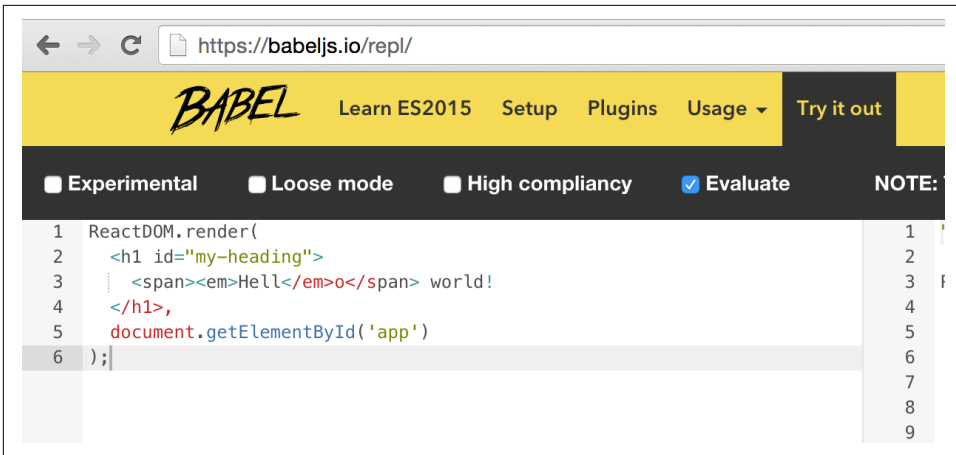 https://babeljs.io/repl/
BABEL Learn ES2015 Setup Plugins Usage Try it out
Experimental Loose mode High compliancy Evaluate NOTE:
1 ReactDOM.render(
2 <h1 id="my-heading">
3 <span><em>Hell</em>o</span> world!
4 </h1>,
5 document.getElementById('app')
6 );
1
2
3
4
5
6
7
8
9